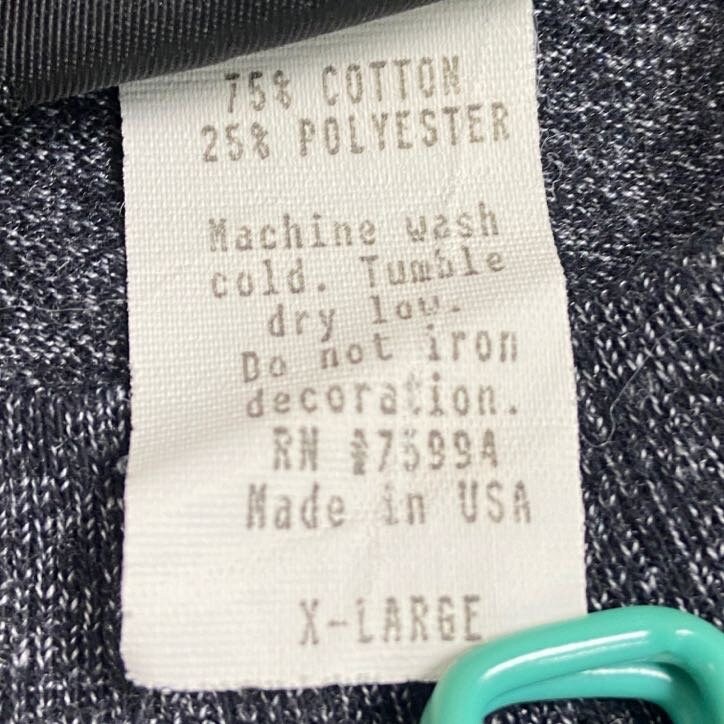 75% COTTON
25% POLYESTER
Machine wash
cold. Tumble
dry low.
Do not iron
decoration.
RN
Made in USA
X-LARGE